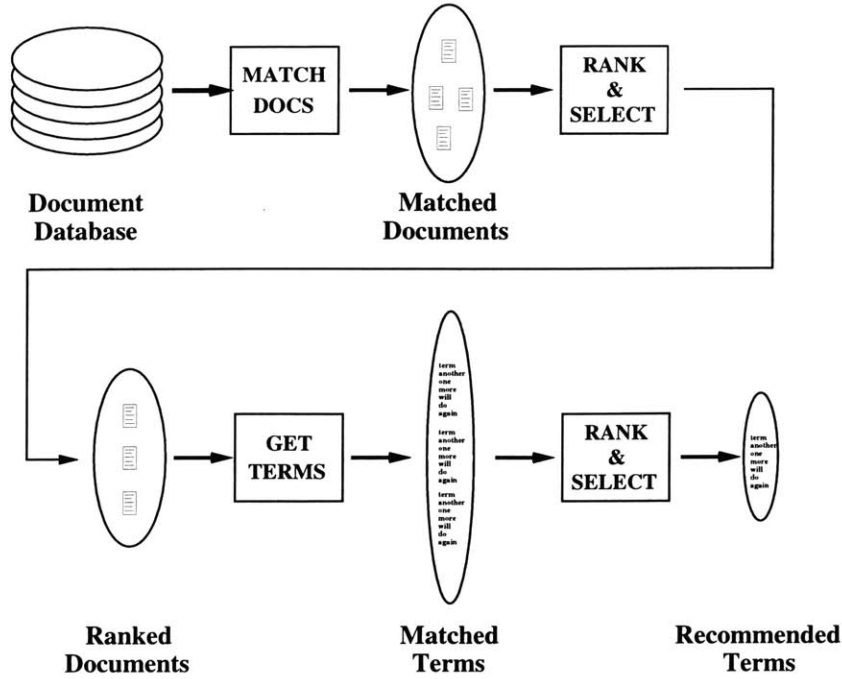 MATCH
DOCS
RANK
&
SELECT
Document
Database
Matched
Documents
term
another
one
more
will
do
again
term
another
one
more
will
do
again
term
another
one
more
will
do
again
GET
TERMS
RANK
&
SELECT
term
another
one
more
will
do
again
Ranked
Documents
Matched
Terms
Recommended
Terms